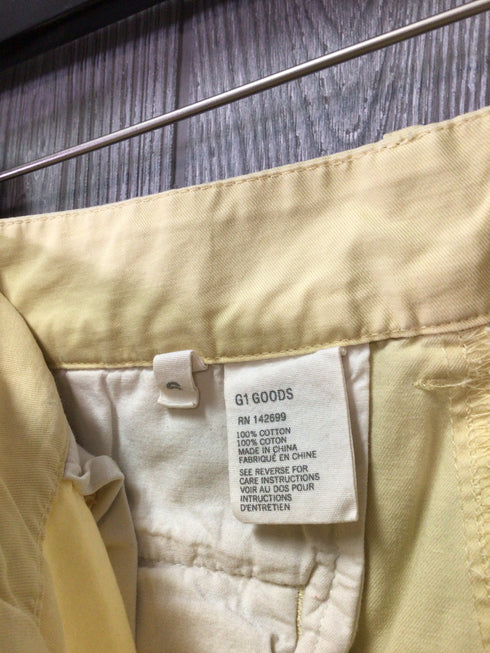 6
G1 GOODS
RN 142699
100% COTTON
100% COTON
MADE IN CHINA
FABRIQUÉ EN CHINE
SEE REVERSE FOR
CARE INSTRUCTIONS
VOIR AU DOS POUR
INTRUCTIONS
D'ENTRETIEN